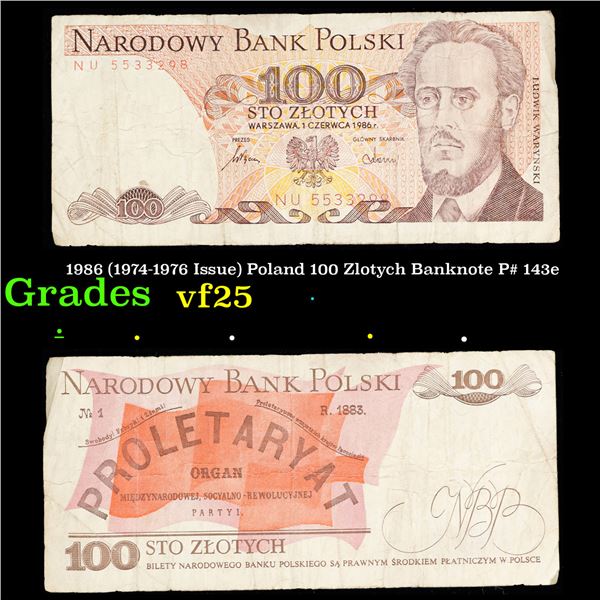 NARODOWY BANK POLSKI
NU 5533298
100
STO ZŁOTYCH
WARSZAWA, 1 CZERWCA 1986 r.
PREZES
GŁÓWNY SKARBNIK
LUDWIK WARYŃSKI
100
NU 5533298
1986 (1974-1976 Issue) Poland 100 Zlotych Banknote P# 143e
Grades vf25
NARODOWY BANK POLSKI
100
№ 1
R. 1883.
Swobody! Fabryki i Ziemi!
PROLETARYAT
ORGAN
MIĘDZYNARODOWEJ, SOCYALNO-REWOLUCYJNEJ
PARTYI.
NBP
100 STO ZŁOTYCH
BILETY NARODOWEGO BANKU POLSKIEGO SĄ PRAWNYM ŚRODKIEM PŁATNICZYM W POLSCE